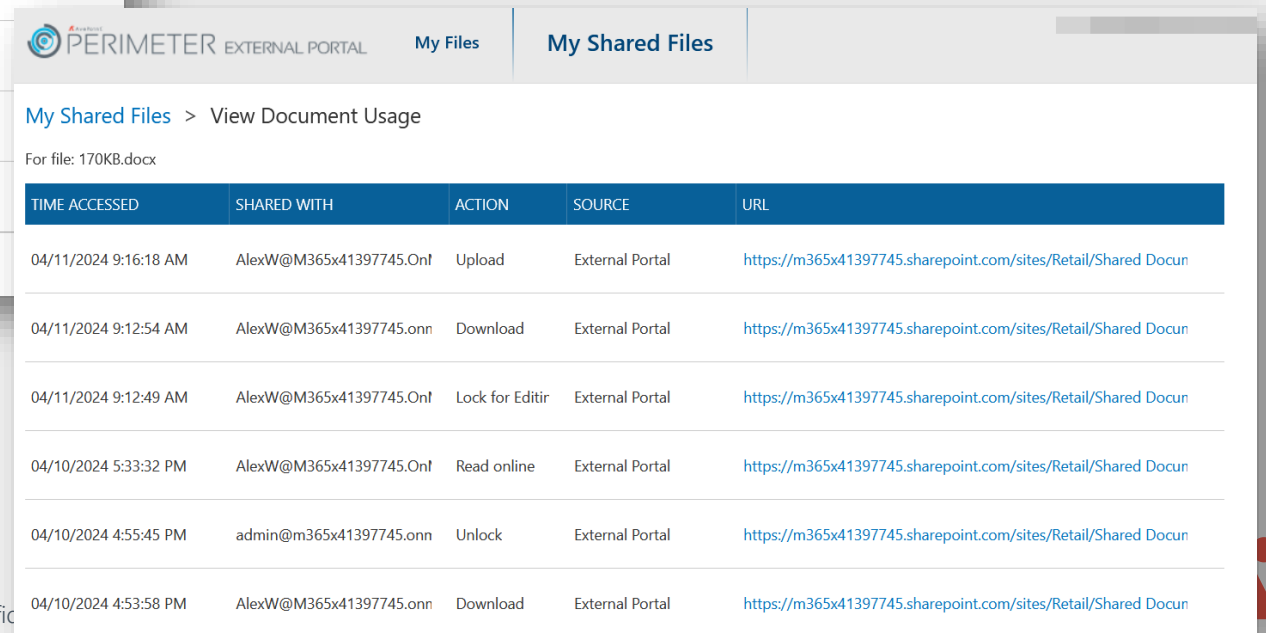 AvePoint
PERIMETER EXTERNAL PORTAL My Files My Shared Files
My Shared Files > View Document Usage
For file: 170KB.docx
TIME ACCESSED SHARED WITH ACTION SOURCE URL
04/11/2024 9:16:18 AM AlexW@M365x41397745.On Upload External Portal https://m365x41397745.sharepoint.com/sites/Retail/Shared Docun
04/11/2024 9:12:54 AM AlexW@M365x41397745.onn Download External Portal https://m365x41397745.sharepoint.com/sites/Retail/Shared Docun
04/11/2024 9:12:49 AM AlexW@M365x41397745.On Lock for Editin External Portal https://m365x41397745.sharepoint.com/sites/Retail/Shared Docun
04/10/2024 5:33:32 PM AlexW@M365x41397745.On Read online External Portal https://m365x41397745.sharepoint.com/sites/Retail/Shared Docun
04/10/2024 4:55:45 PM admin@m365x41397745.onn Unlock External Portal https://m365x41397745.sharepoint.com/sites/Retail/Shared Docun
04/10/2024 4:53:58 PM AlexW@M365x41397745.onn Download External Portal https://m365x41397745.sharepoint.com/sites/Retail/Shared Docun